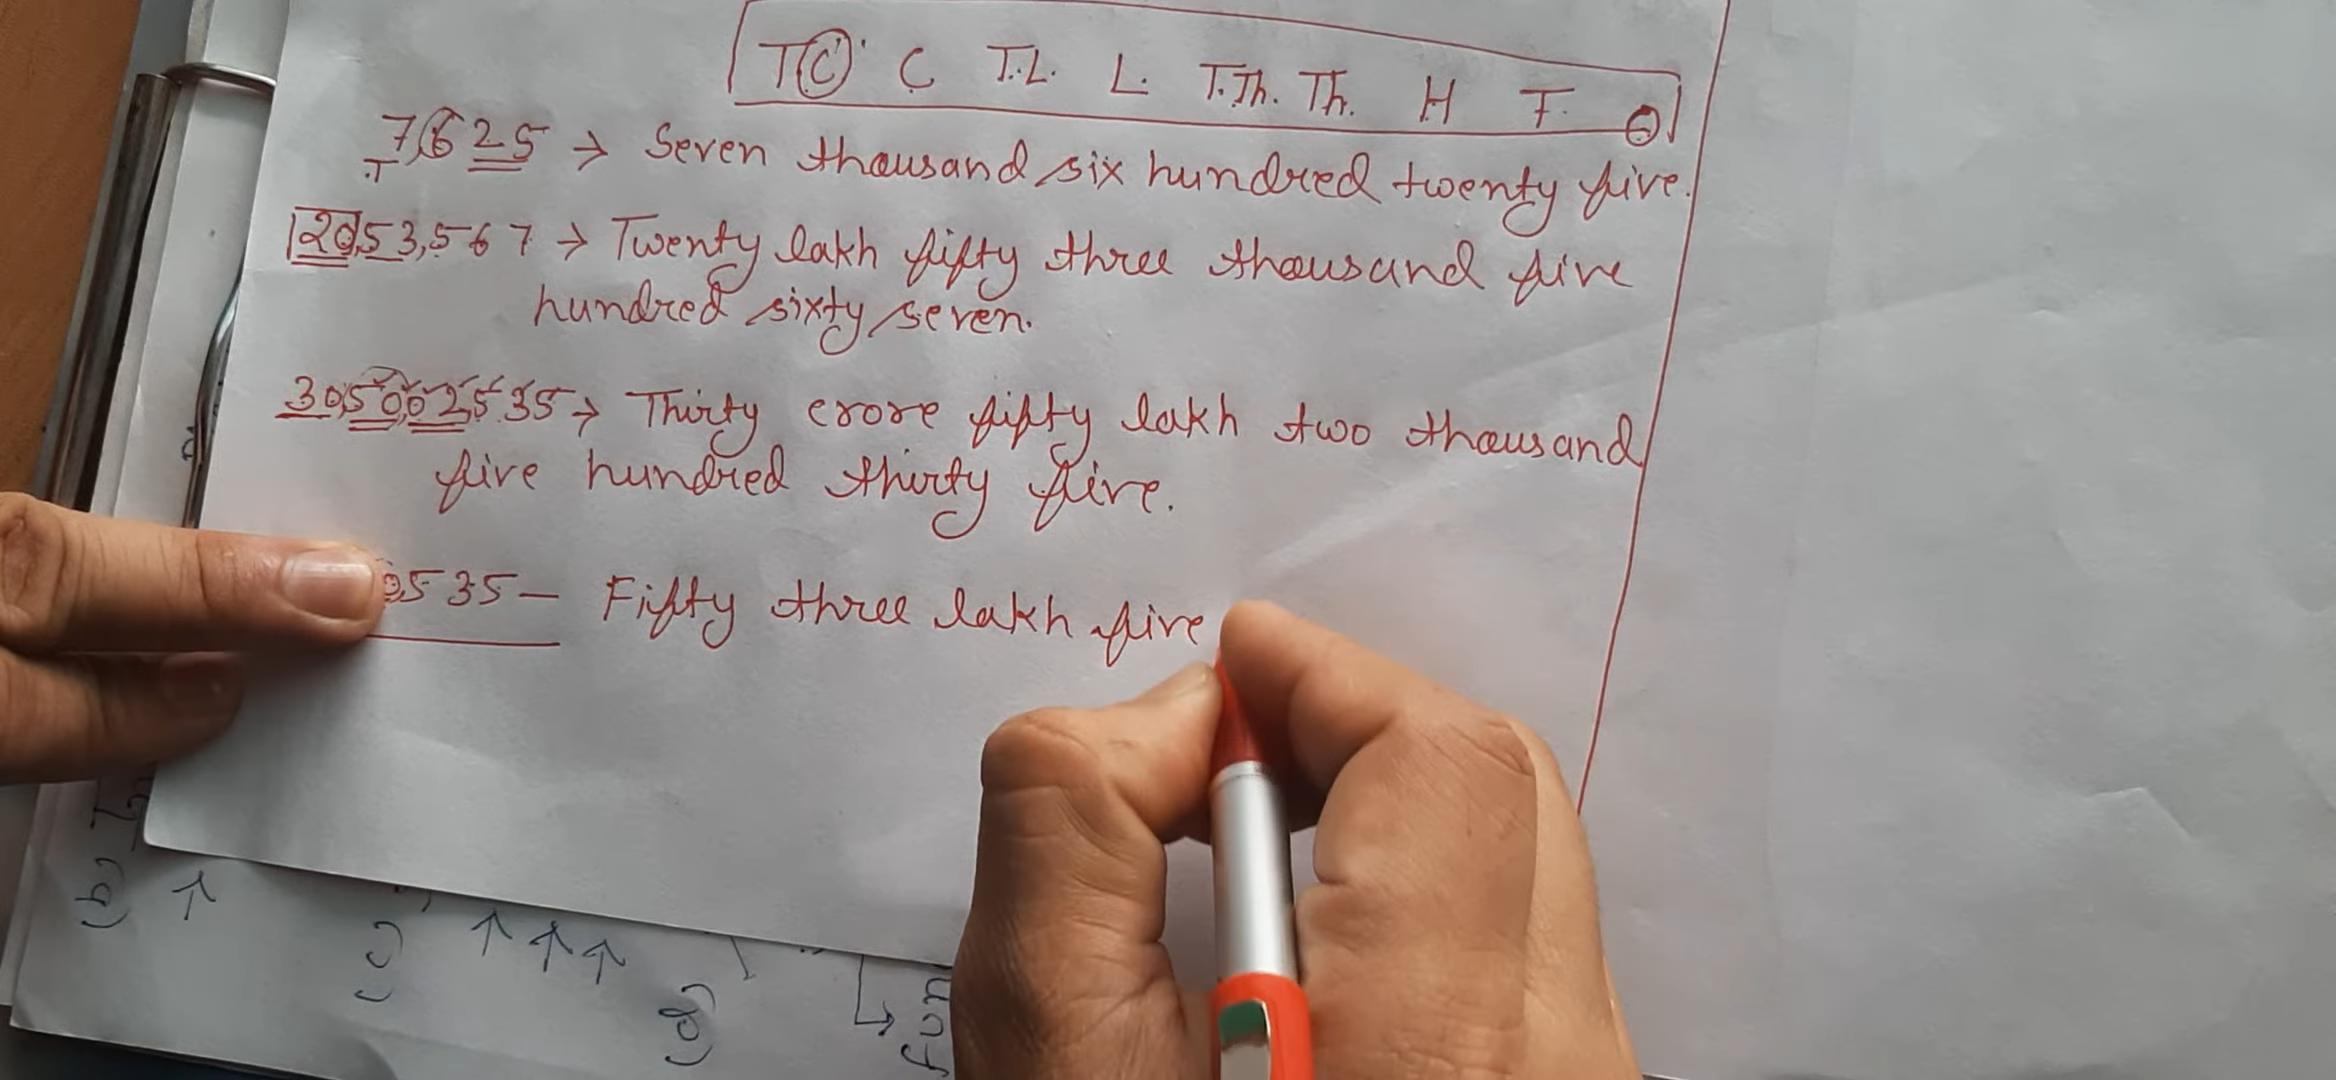 TC C T.L. L. T.Th. Th. H T. O
7,625 → Seven thousand six hundred twenty five.
T
20,53,567 → Twenty lakh fifty three thousand five
hundred sixty seven.
30,50,02,535 → Thirty crore fifty lakh two thousand
five hundred thirty five.
0,535 — Fifty three lakh five